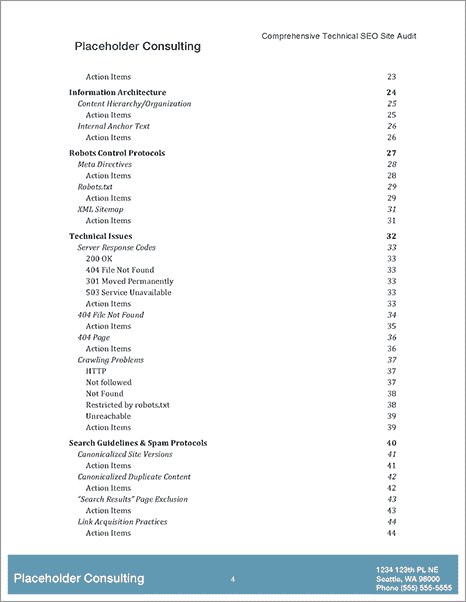 Comprehensive Technical SEO Site Audit
Placeholder Consulting
Action Items 23
Information Architecture 24
Content Hierarchy/Organization 25
Action Items 25
Internal Anchor Text 26
Action Items 26
Robots Control Protocols 27
Meta Directives 28
Action Items 28
Robots.txt 29
Action Items 29
XML Sitemap 31
Action Items 31
Technical Issues 32
Server Response Codes 33
200 OK 33
404 File Not Found 33
301 Moved Permanently 33
503 Service Unavailable 33
Action Items 33
404 File Not Found 34
Action Items 35
404 Page 36
Action Items 36
Crawling Problems 37
HTTP 37
Not followed 37
Not Found 38
Restricted by robots.txt 38
Unreachable 39
Action Items 39
Search Guidelines & Spam Protocols 40
Canonicalized Site Versions 41
Action Items 41
Canonicalized Duplicate Content 42
Action Items 42
"Search Results" Page Exclusion 43
Action Items 43
Link Acquisition Practices 44
Action Items 44
1234 123th PL NE
Placeholder Consulting 4 Seattle, WA 98000
Phone (555) 555-5555